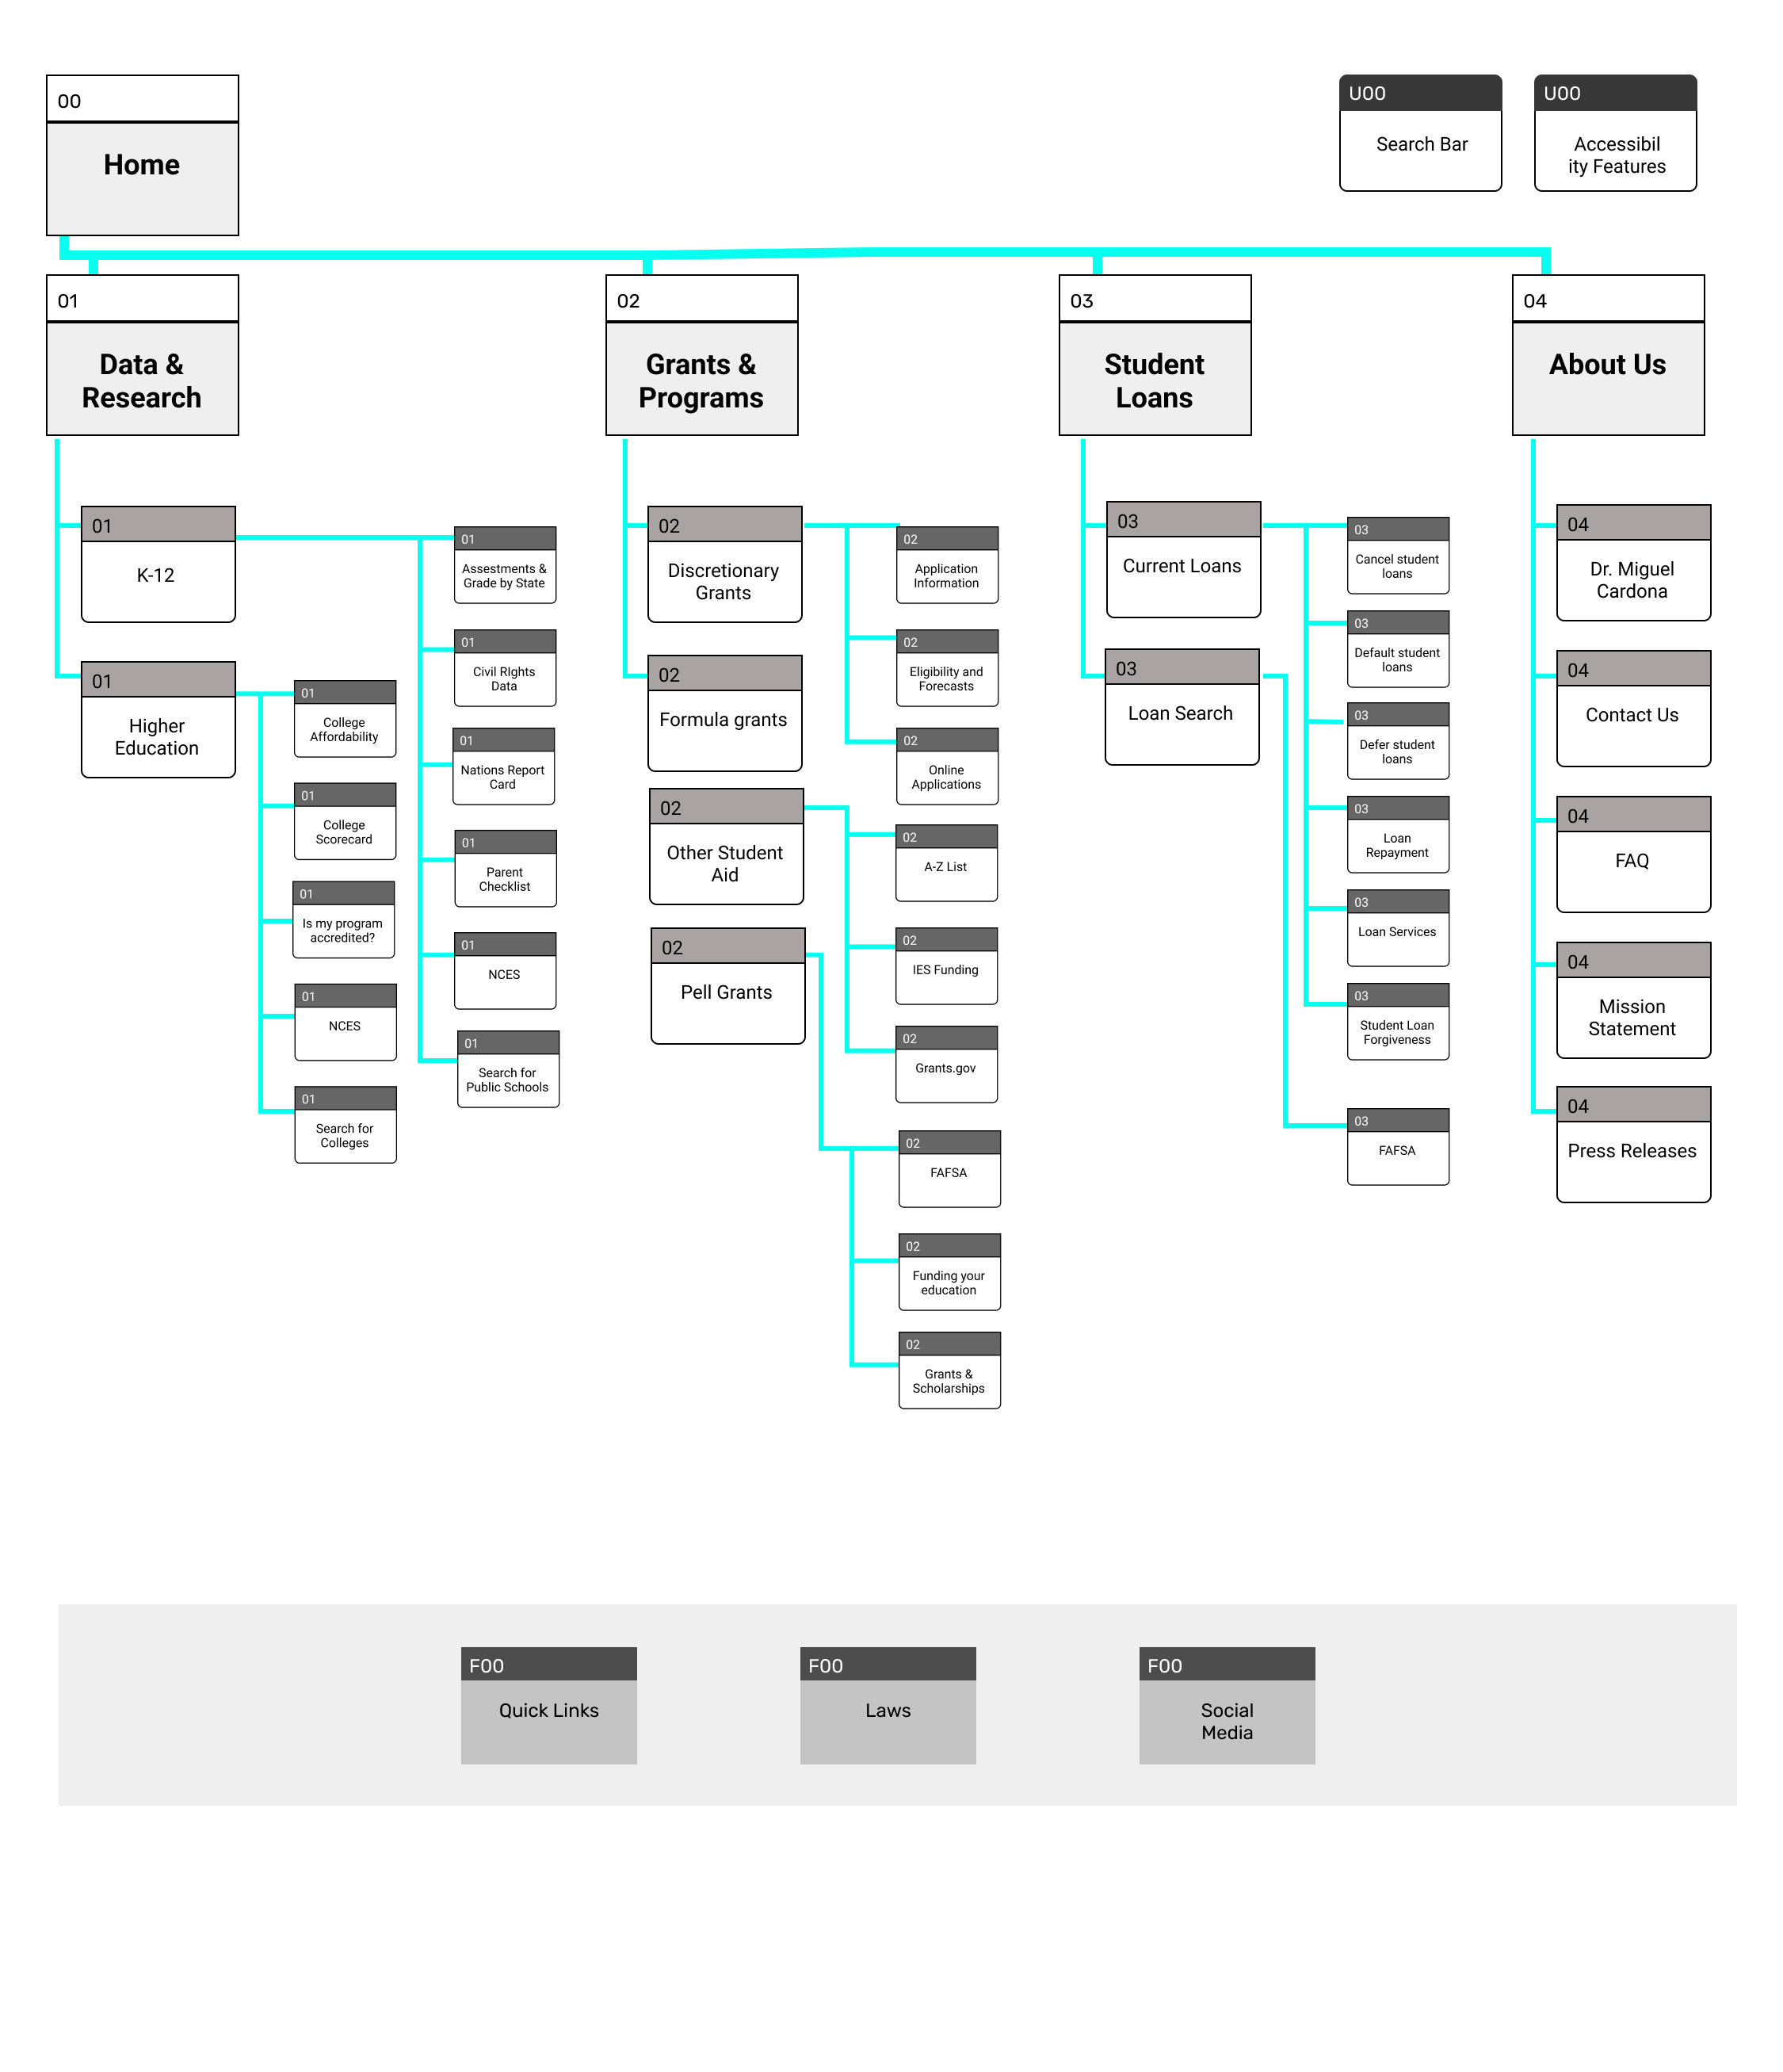 00
Home
U00
Search Bar
U00
Accessibil
ity Features
01
Data &
Research
02
Grants &
Programs
03
Student
Loans
04
About Us
01
K-12
01
Higher
Education
01
College
Affordability
01
College
Scorecard
01
Is my program
accredited?
01
NCES
01
Search for
Colleges
01
Assestments &
Grade by State
01
Civil RIghts
Data
01
Nations Report
Card
01
Parent
Checklist
01
NCES
01
Search for
Public Schools
02
Discretionary
Grants
02
Formula grants
02
Other Student
Aid
02
Pell Grants
02
Application
Information
02
Eligibility and
Forecasts
02
Online
Applications
02
A-Z List
02
IES Funding
02
Grants.gov
02
FAFSA
02
Funding your
education
02
Grants &
Scholarships
03
Current Loans
03
Loan Search
03
Cancel student
loans
03
Default student
loans
03
Defer student
loans
03
Loan
Repayment
03
Loan Services
03
Student Loan
Forgiveness
03
FAFSA
04
Dr. Miguel
Cardona
04
Contact Us
04
FAQ
04
Mission
Statement
04
Press Releases
F00
Quick Links
F00
Laws
F00
Social
Media